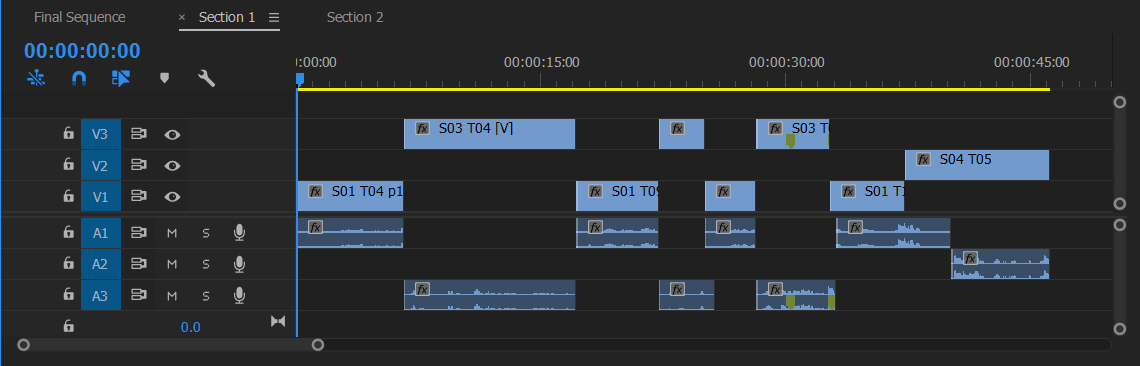 Final Sequence × Section 1 ☰ Section 2
00:00:00:00
:00:00 00:00:15:00 00:00:30:00 00:00:45:00
V3 fx S03 T04 [V] fx fx S03 T
V2 fx S04 T05
V1 fx S01 T04 p1 fx S01 T09 fx fx S01 T
A1 M S fx fx fx fx
A2 M S fx
A3 M S fx fx fx
0.0